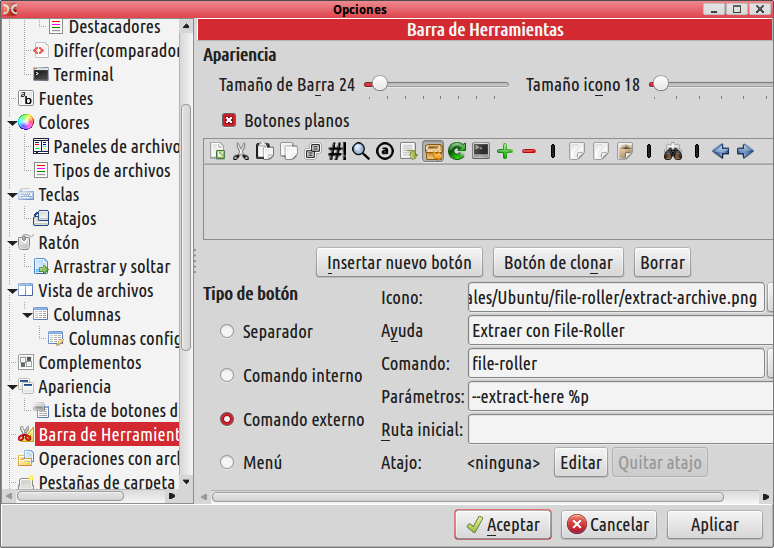 Opciones
Destacadores
Differ(comparador
Terminal
Fuentes
Colores
Paneles de archivo
Tipos de archivos
Teclas
Atajos
Ratón
Arrastrar y soltar
Vista de archivos
Columnas
Columnas config
Complementos
Apariencia
Lista de botones d
Barra de Herramient
Operaciones con arcl
Pestañas de carpeta
Barra de Herramientas
Apariencia
Tamaño de Barra 24
Tamaño icono 18
Botones planos
Insertar nuevo botón
Botón de clonar
Borrar
Tipo de botón
Separador
Comando interno
Comando externo
Menú
Icono: ales/Ubuntu/file-roller/extract-archive.png
Ayuda Extraer con File-Roller
Comando: file-roller
Parámetros: --extract-here %p
Ruta inicial:
Atajo: <ninguna> Editar Quitar atajo
Aceptar Cancelar Aplicar